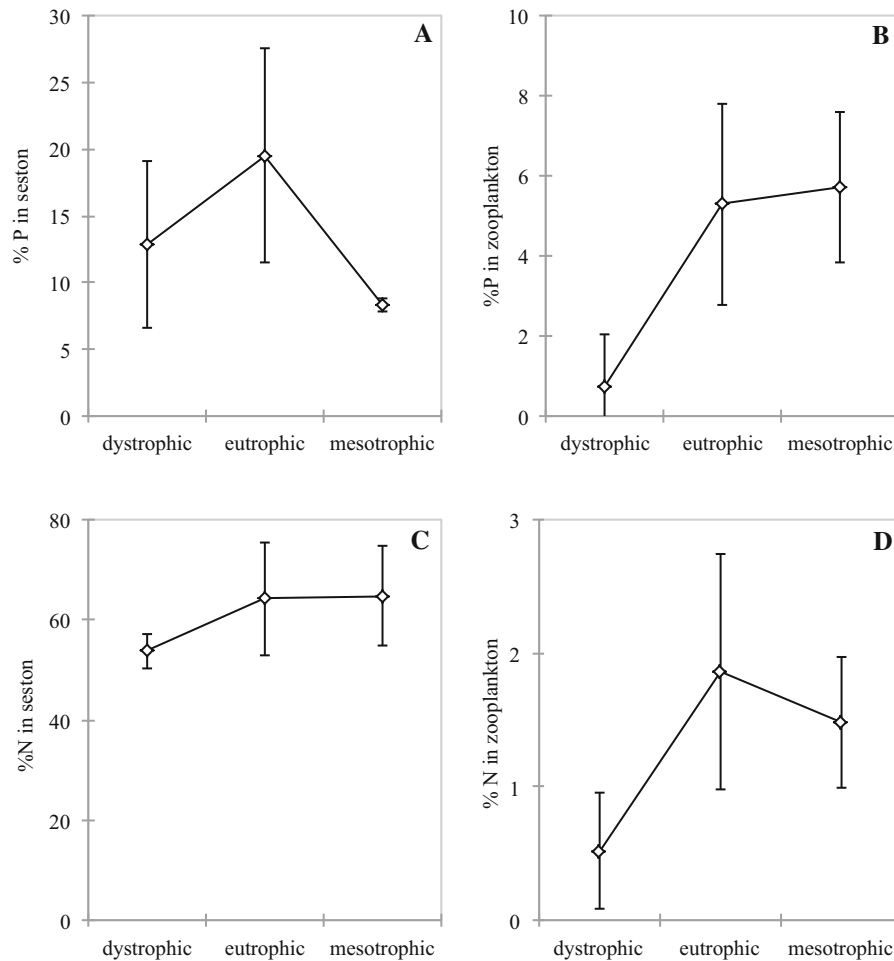 A
% P in seston
30
25
20
15
10
5
0
dystrophic eutrophic mesotrophic
B
%P in zooplankton
10
8
6
4
2
0
dystrophic eutrophic mesotrophic
C
%N in seston
80
60
40
20
0
dystrophic eutrophic mesotrophic
D
% N in zooplankton
3
2
1
0
dystrophic eutrophic mesotrophic